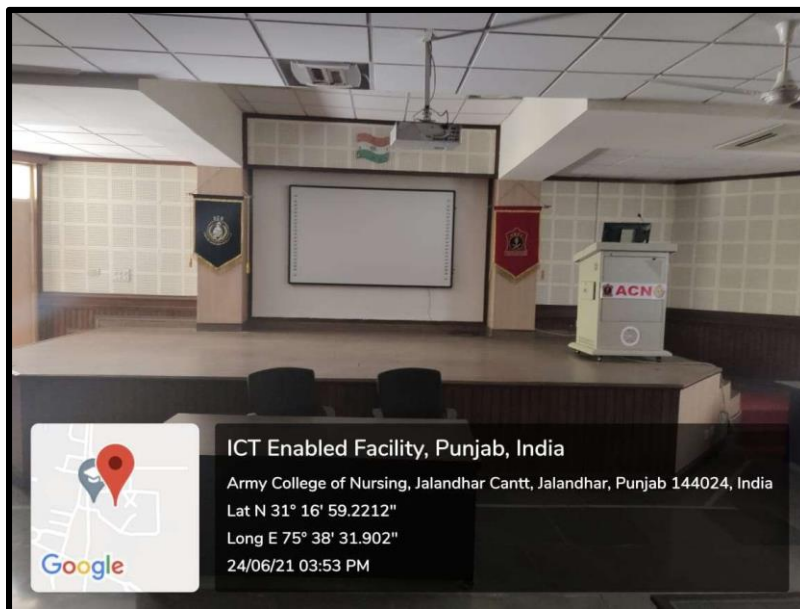 ACN
ICT Enabled Facility, Punjab, India
Army College of Nursing, Jalandhar Cantt, Jalandhar, Punjab 144024, India
Lat N 31° 16' 59.2212"
Long E 75° 38' 31.902"
24/06/21 03:53 PM
Google